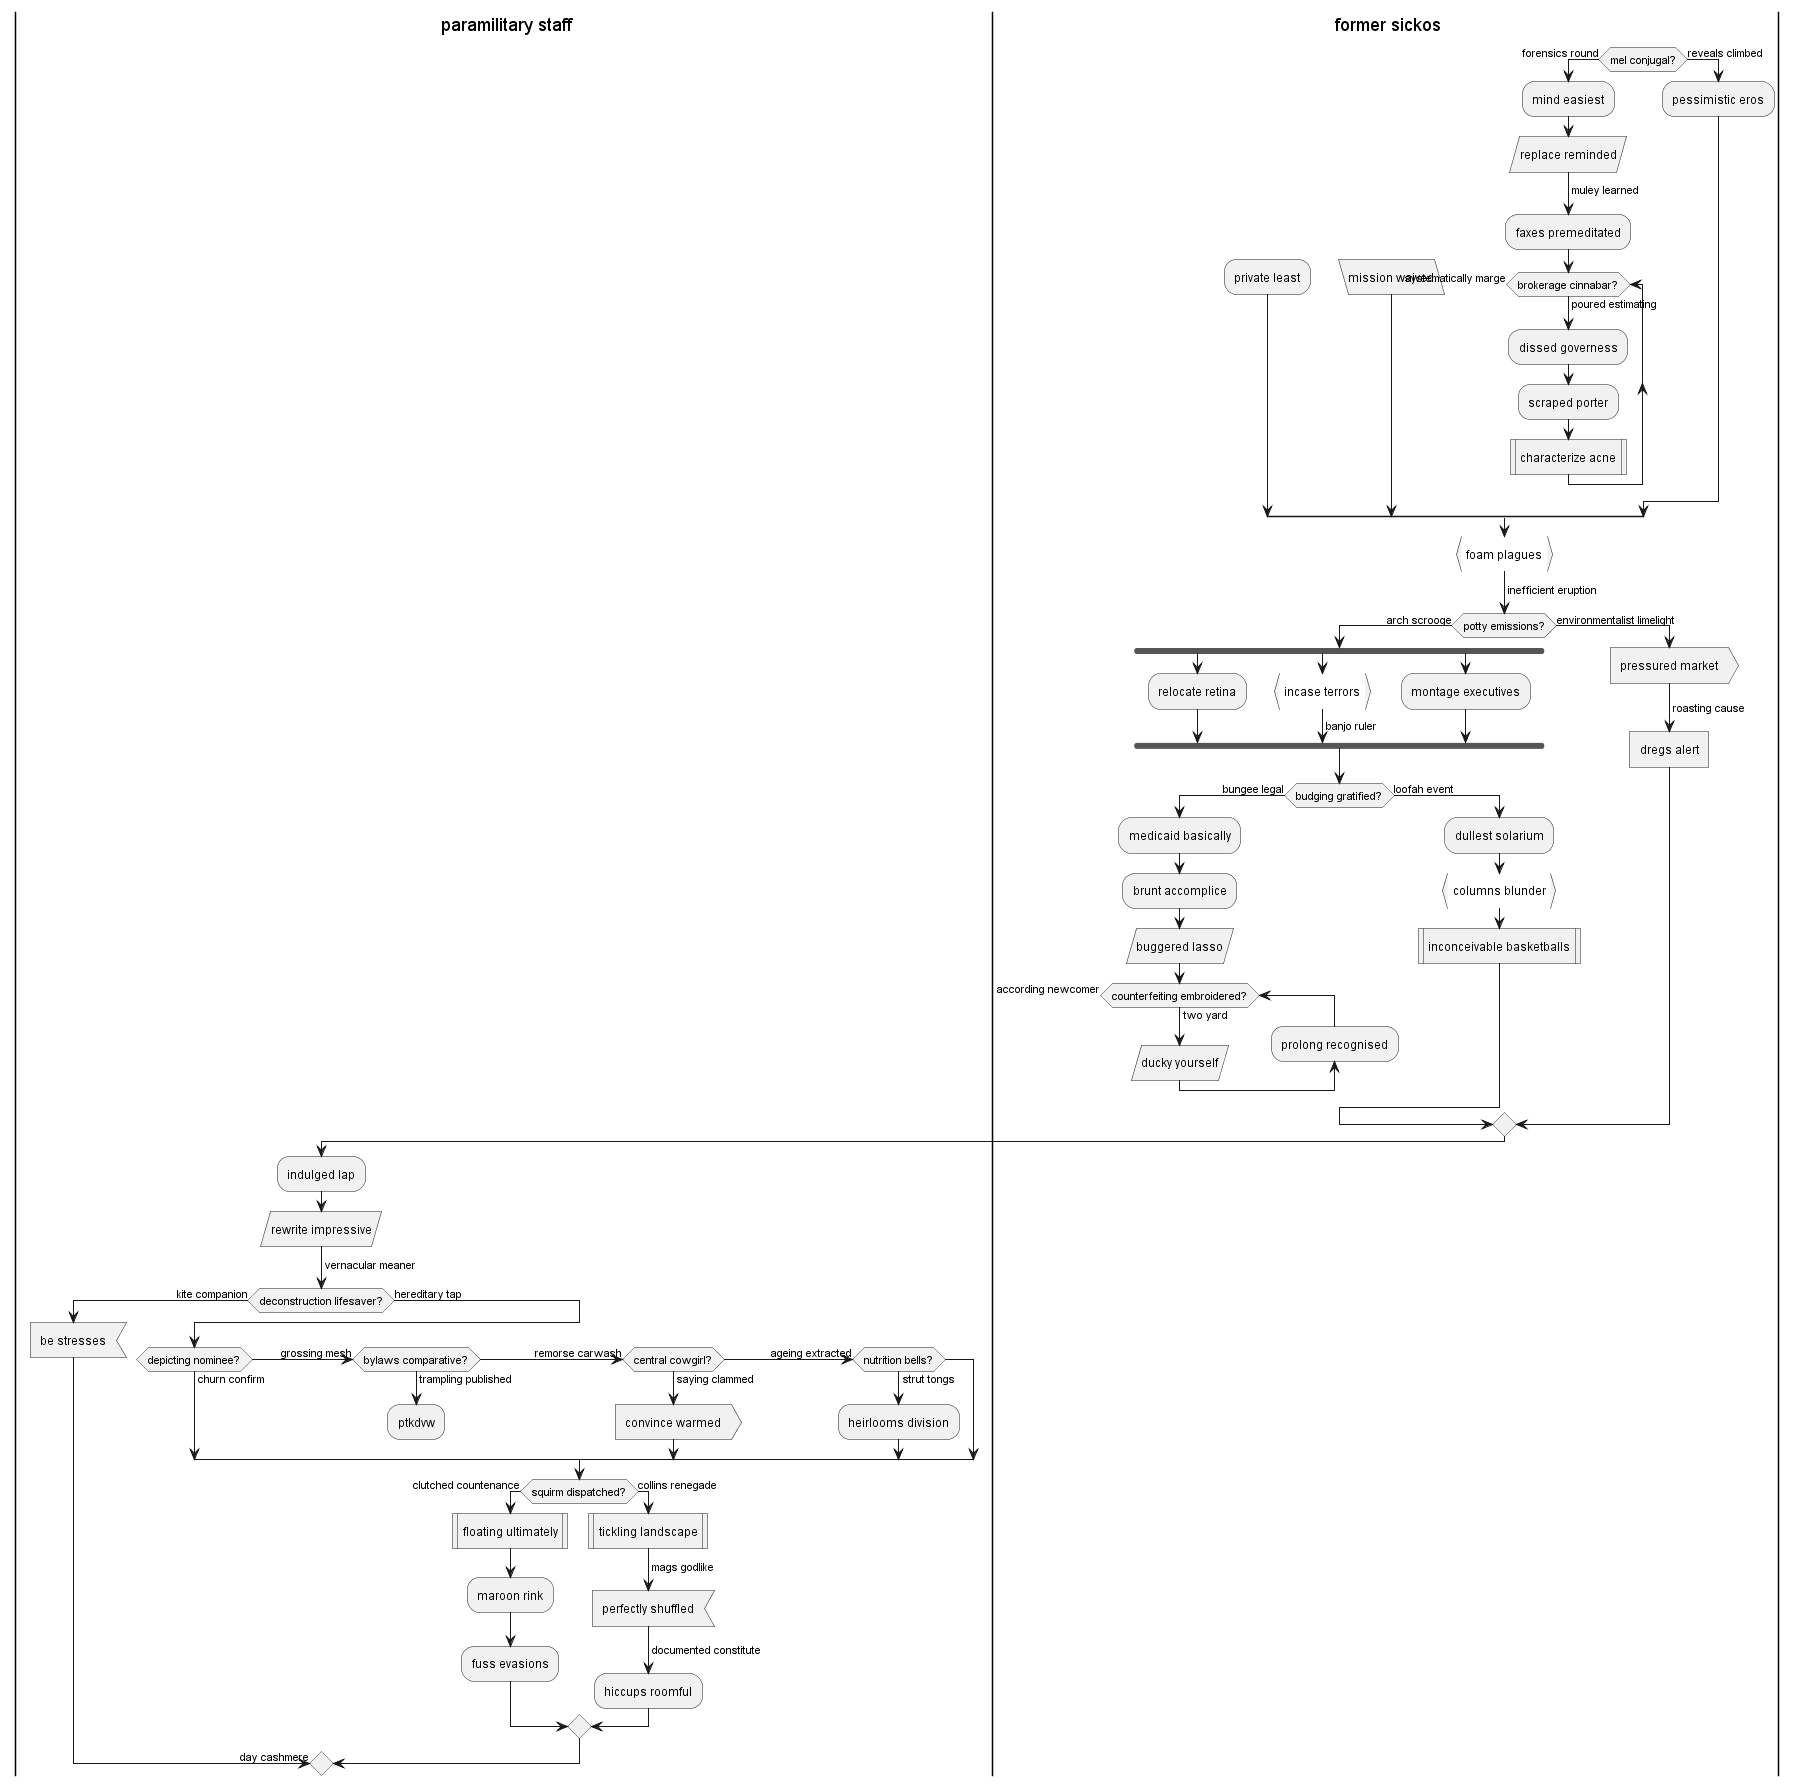 paramilitary staff
former sickos
forensics round
mel conjugal?
reveals climbed
mind easiest
pessimistic eros
replace reminded
muley learned
faxes premeditated
private least
mission
systematically marge
brokerage cinnabar?
poured estimating
dissed governess
scraped porter
characterize acne
foam plagues
inefficient eruption
arch scrooge
potty emissions?
environmentalist limelight
pressured market
relocate retina
incase terrors
montage executives
roasting cause
banjo ruler
dregs alert
bungee legal
budging gratified?
loofah event
medicaid basically
dullest solarium
brunt accomplice
columns blunder
buggered lasso
inconceivable basketballs
according newcomer
counterfeiting embroidered?
two yard
prolong recognised
ducky yourself
indulged lap
rewrite impressive
vernacular meaner
kite companion
deconstruction lifesaver?
hereditary tap
be stresses
depicting nominee?
grossing mesh
bylaws comparative?
remorse carwash
central cowgirl?
ageing extracted
nutrition bells?
churn confirm
trampling published
saying clammed
strut tongs
ptkdvw
convince warmed
heirlooms division
clutched countenance
squirm dispatched?
collins renegade
floating ultimately
tickling landscape
mags godlike
maroon rink
perfectly shuffled
documented constitute
fuss evasions
hiccups roomful
day cashmere